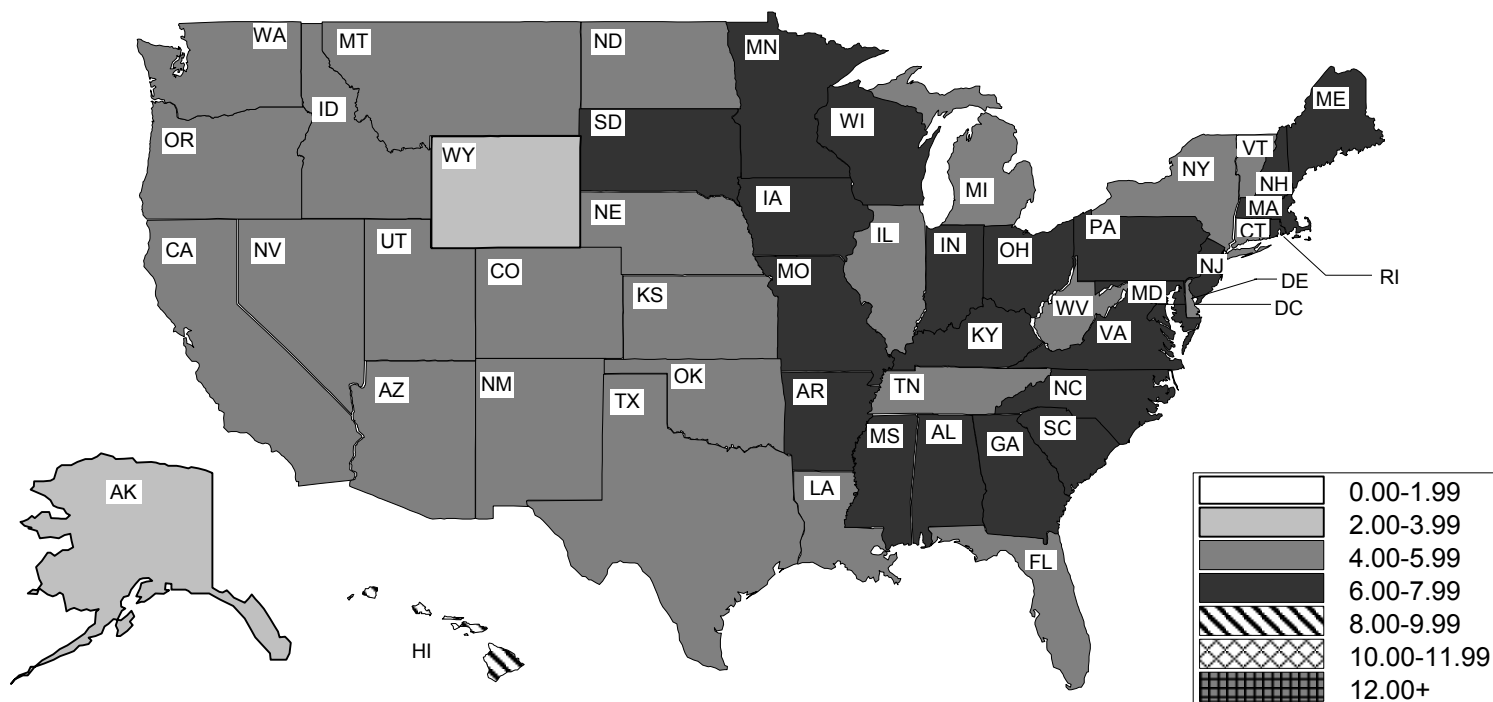 WA
MT
ND
MN
ME
ID
SD
WI
VT
OR
WY
NY
NH
MI
MA
IA
NE
CT
PA
IL
CA
NV
UT
IN
OH
CO
NJ
MO
RI
DE
MD
KS
WV
DC
VA
KY
OK
TN
NC
AZ
NM
AR
TX
MS
AL
SC
GA
LA
AK
FL
HI
0.00-1.99
2.00-3.99
4.00-5.99
6.00-7.99
8.00-9.99
10.00-11.99
12.00+